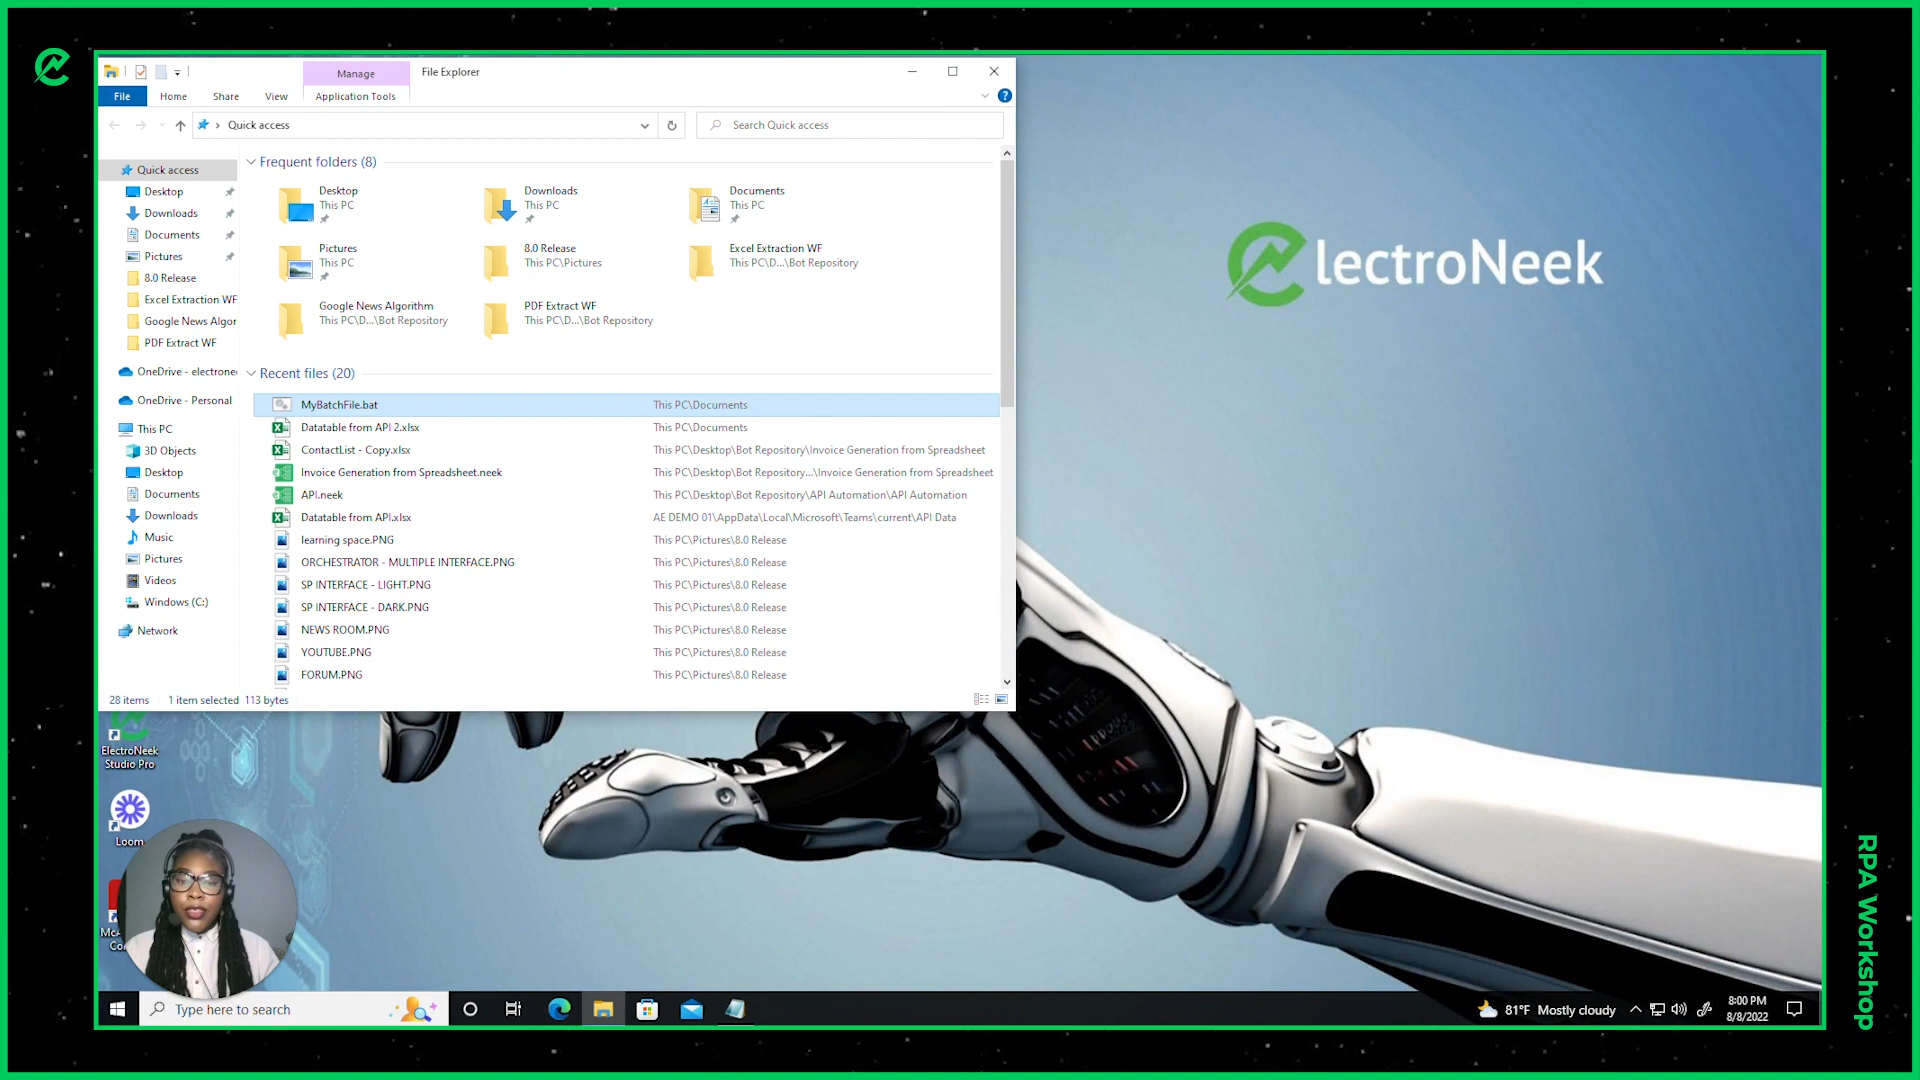 Manage
File Explorer
File
Home
Share
View
Application Tools
Quick access
Search Quick access
Quick access
Desktop
Downloads
Documents
Pictures
8.0 Release
Excel Extraction WF
Google News Algor
PDF Extract WF
OneDrive - electrone
OneDrive - Personal
This PC
3D Objects
Desktop
Documents
Downloads
Music
Pictures
Videos
Windows (C:)
Network
Frequent folders (8)
Desktop
This PC
Downloads
This PC
Documents
This PC
Pictures
This PC
8.0 Release
This PC\Pictures
Excel Extraction WF
This PC\D...\Bot Repository
Google News Algorithm
This PC\D...\Bot Repository
PDF Extract WF
This PC\D...\Bot Repository
Recent files (20)
MyBatchFile.bat This PC\Documents
Datatable from API 2.xlsx This PC\Documents
ContactList - Copy.xlsx This PC\Desktop\Bot Repository\Invoice Generation from Spreadsheet
Invoice Generation from Spreadsheet.neek This PC\Desktop\Bot Repository...\Invoice Generation from Spreadsheet
API.neek This PC\Desktop\Bot Repository\API Automation\API Automation
Datatable from API.xlsx AE DEMO 01\AppData\Local\Microsoft\Teams\current\API Data
learning space.PNG This PC\Pictures\8.0 Release
ORCHESTRATOR - MULTIPLE INTERFACE.PNG This PC\Pictures\8.0 Release
SP INTERFACE - LIGHT.PNG This PC\Pictures\8.0 Release
SP INTERFACE - DARK.PNG This PC\Pictures\8.0 Release
NEWS ROOM.PNG This PC\Pictures\8.0 Release
YOUTUBE.PNG This PC\Pictures\8.0 Release
FORUM.PNG This PC\Pictures\8.0 Release
28 items 1 item selected 113 bytes
lectroNeek
ElectroNeek
Studio Pro
Loom
Type here to search
81°F Mostly cloudy
8:00 PM
8/8/2022
RPA Workshop